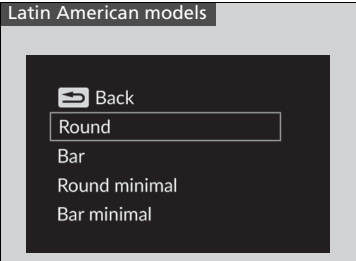 Latin American models
Back
Round
Bar
Round minimal
Bar minimal